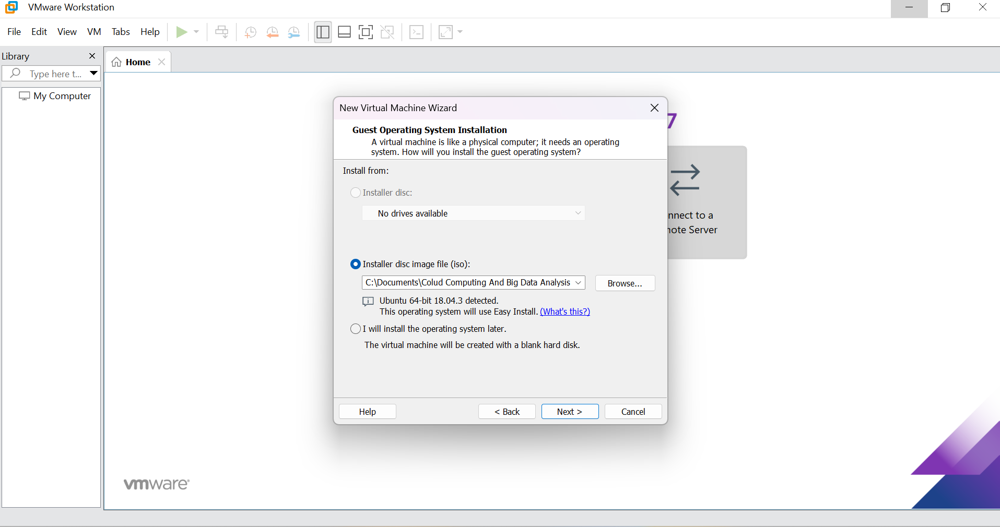 VMware Workstation
File Edit View VM Tabs Help
Library
Home
Type here t...
My Computer
7
New Virtual Machine Wizard
Guest Operating System Installation
A virtual machine is like a physical computer; it needs an operating
system. How will you install the guest operating system?
Install from:
Installer disc:
No drives available
nnect to a
note Server
Installer disc image file (iso):
C:\Documents\Colud Computing And Big Data Analysis
Browse...
Ubuntu 64-bit 18.04.3 detected.
This operating system will use Easy Install. (What's this?)
I will install the operating system later.
The virtual machine will be created with a blank hard disk.
Help < Back Next > Cancel
vmware®